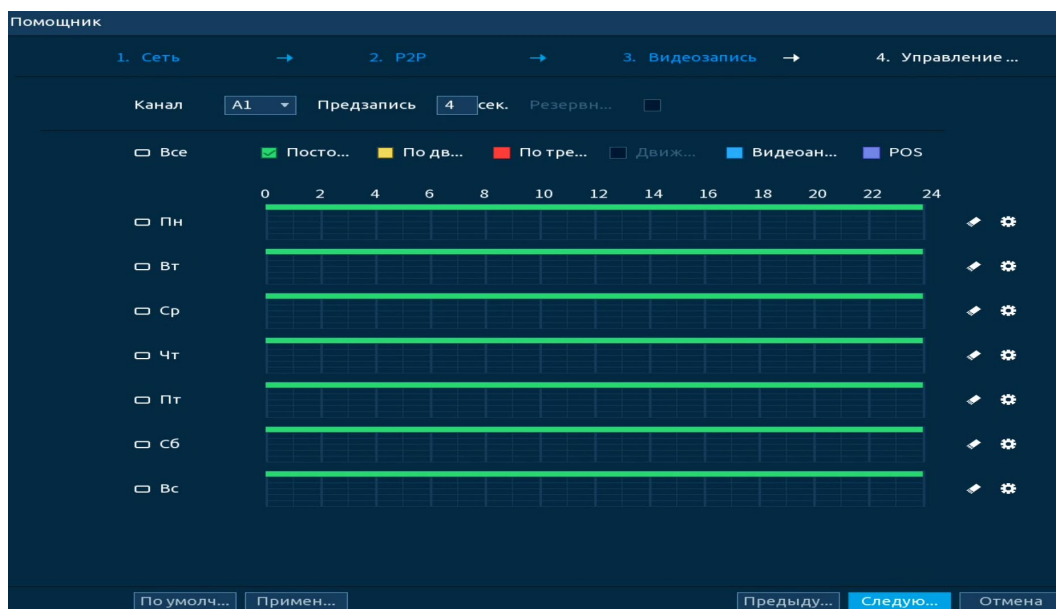 Помощник
1. Сеть → 2. P2P → 3. Видеозапись → 4. Управление ...
Канал A1 Предзапись 4 сек. Резервн...
Все Посто... По дв... По тре... Движ... Видеоан... POS
0 2 4 6 8 10 12 14 16 18 20 22 24
Пн
Вт
Ср
Чт
Пт
Сб
Вс
По умолч... Примен... Предыду... Следую... Отмена